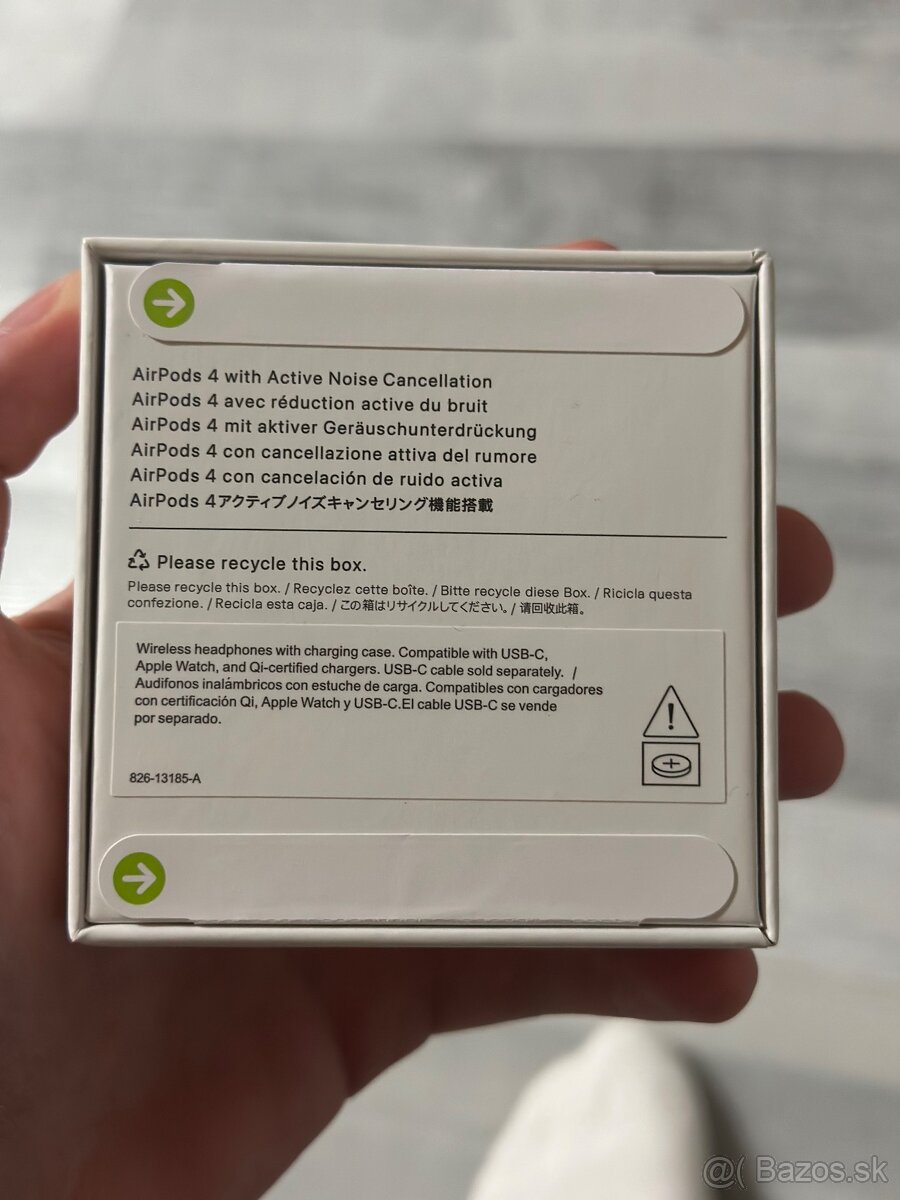 AirPods 4 with Active Noise Cancellation
AirPods 4 avec réduction active du bruit
AirPods 4 mit aktiver Geräuschunterdrückung
AirPods 4 con cancellazione attiva del rumore
AirPods 4 con cancelación de ruido activa
AirPods 4アクティブノイズキャンセリング機能搭載
Please recycle this box.
Please recycle this box. / Recyclez cette boîte. / Bitte recycle diese Box. / Ricicla questa
confezione. / Recicla esta caja. / この箱はリサイクルしてください。/ 请回收此箱。
Wireless headphones with charging case. Compatible with USB-C,
Apple Watch, and Qi-certified chargers. USB-C cable sold separately. /
Audifonos inalámbricos con estuche de carga. Compatibles con cargadores
con certificación Qi, Apple Watch y USB-C.El cable USB-C se vende
por separado.
826-13185-A
@( Bazos.sk